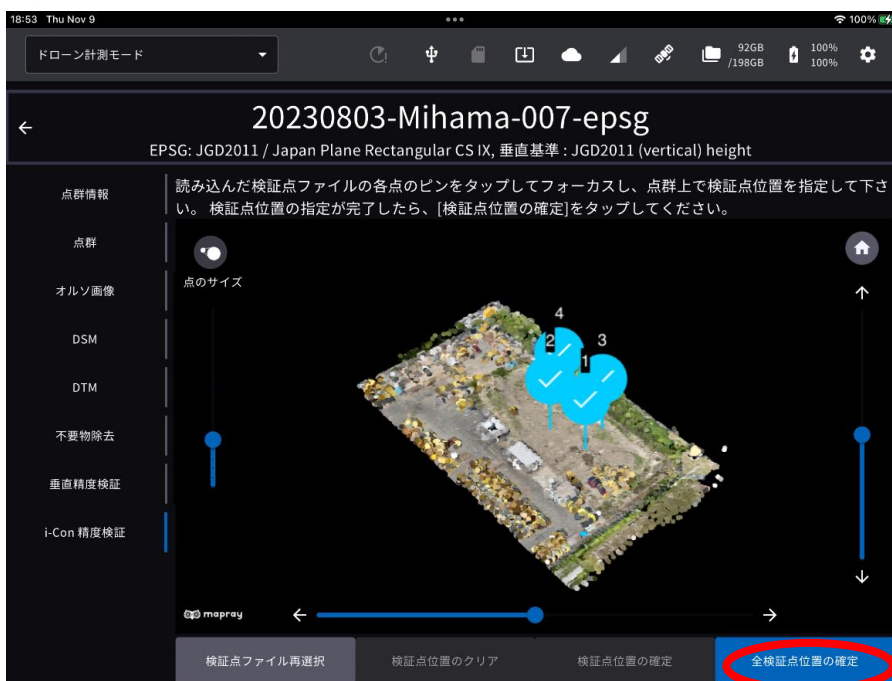 18:53 Thu Nov 9
100%
ドローン計測モード
92GB
/198GB
100%
100%
20230803-Mihama-007-epsg
EPSG: JGD2011 / Japan Plane Rectangular CS IX, 垂直基準 : JGD2011 (vertical) height
点群情報
点群
オルソ画像
DSM
DTM
不要物除去
垂直精度検証
i-Con 精度検証
読み込んだ検証点ファイルの各点のピンをタップしてフォーカスし、点群上で検証点位置を指定して下さ
い。 検証点位置の指定が完了したら、[検証点位置の確定]をタップしてください。
点のサイズ
4
2
3
1
mapray
検証点ファイル再選択
検証点位置のクリア
検証点位置の確定
全検証点位置の確定